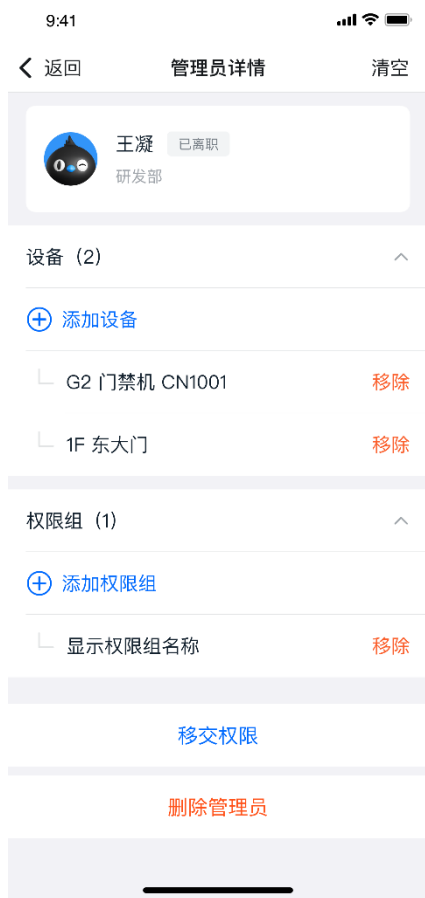 9:41
返回
管理员详情
清空
王凝
已离职
研发部
设备（2）
添加设备
G2 门禁机 CN1001
移除
1F 东大门
移除
权限组（1）
添加权限组
显示权限组名称
移除
移交权限
删除管理员